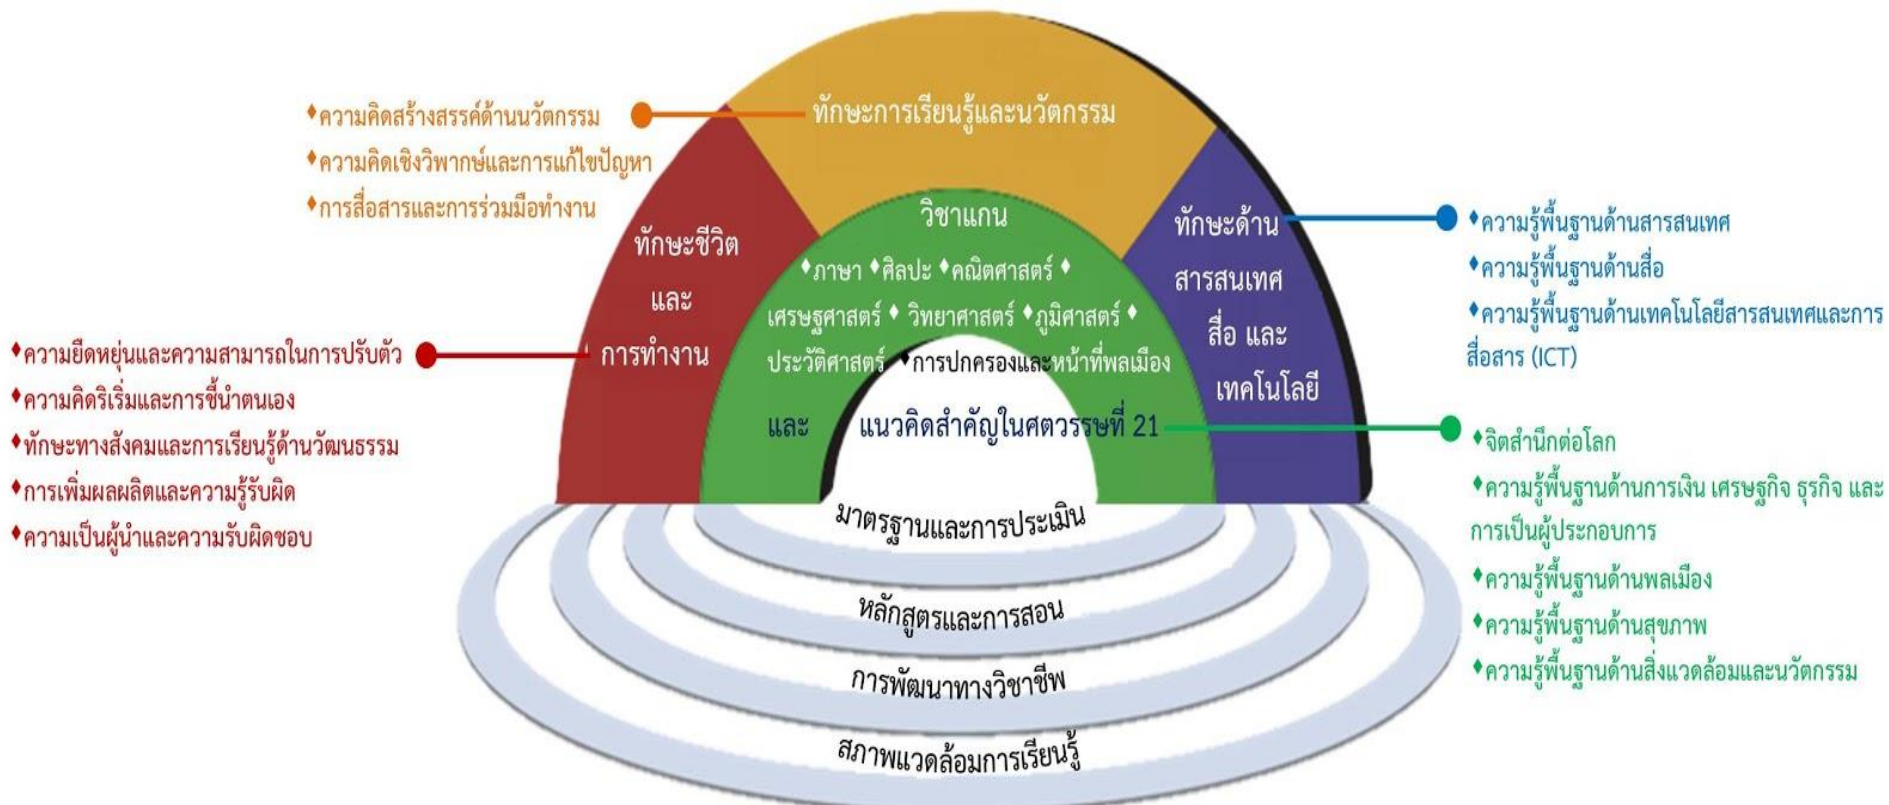 ♦ความคิดสร้างสรรค์ด้านนวัตกรรม
♦ความคิดเชิงวิพากษ์และการแก้ไขปัญหา
♦การสื่อสารและการร่วมมือทำงาน
ทักษะการเรียนรู้และนวัตกรรม
ทักษะชีวิต
และ
การทำงาน
♦ความยืดหยุ่นและความสามารถในการปรับตัว
♦ความคิดริเริ่มและการชี้นำตนเอง
♦ทักษะทางสังคมและการเรียนรู้ด้านวัฒนธรรม
♦การเพิ่มผลผลิตและความรู้รับผิด
♦ความเป็นผู้นำและความรับผิดชอบ
วิชาแกน
♦ภาษา ♦ศิลปะ ♦คณิตศาสตร์ ♦
เศรษฐศาสตร์ ♦ วิทยาศาสตร์ ♦ภูมิศาสตร์ ♦
ประวัติศาสตร์ ♦การปกครองและหน้าที่พลเมือง
และ แนวคิดสำคัญในศตวรรษที่ 21
ทักษะด้าน
สารสนเทศ
สื่อ และ
เทคโนโลยี
♦ความรู้พื้นฐานด้านสารสนเทศ
♦ความรู้พื้นฐานด้านสื่อ
♦ความรู้พื้นฐานด้านเทคโนโลยีสารสนเทศและการ
สื่อสาร (ICT)
♦จิตสำนึกต่อโลก
♦ความรู้พื้นฐานด้านการเงิน เศรษฐกิจ ธุรกิจ และ
การเป็นผู้ประกอบการ
♦ความรู้พื้นฐานด้านพลเมือง
♦ความรู้พื้นฐานด้านสุขภาพ
♦ความรู้พื้นฐานด้านสิ่งแวดล้อมและนวัตกรรม
มาตรฐานและการประเมิน
หลักสูตรและการสอน
การพัฒนาทางวิชาชีพ
สภาพแวดล้อมการเรียนรู้